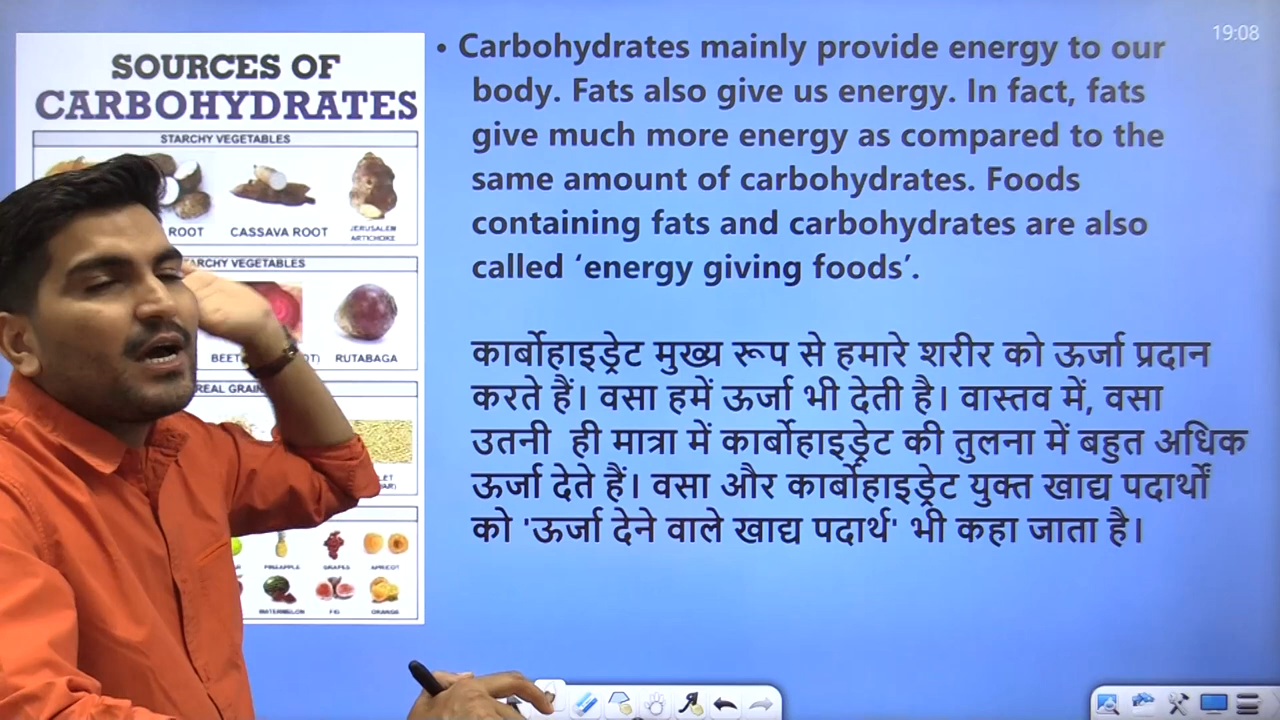 19:08
SOURCES OF
CARBOHYDRATES
STARCHY VEGETABLES
ROOT
CASSAVA ROOT
JERUSALEM
ARTICHOKE
VEGETABLES
RUTABAGA
PINEAPPLE
GRAPES
APRICOT
WATERMELON
FIG
ORANGE
• Carbohydrates mainly provide energy to our
body. Fats also give us energy. In fact, fats
give much more energy as compared to the
same amount of carbohydrates. Foods
containing fats and carbohydrates are also
called ‘energy giving foods’.
कार्बोहाइड्रेट मुख्य रूप से हमारे शरीर को ऊर्जा प्रदान
करते हैं। वसा हमें ऊर्जा भी देती है। वास्तव में, वसा
उतनी ही मात्रा में कार्बोहाइड्रेट की तुलना में बहुत अधिक
ऊर्जा देते हैं। वसा और कार्बोहाइड्रेट युक्त खाद्य पदार्थों
को 'ऊर्जा देने वाले खाद्य पदार्थ' भी कहा जाता है।